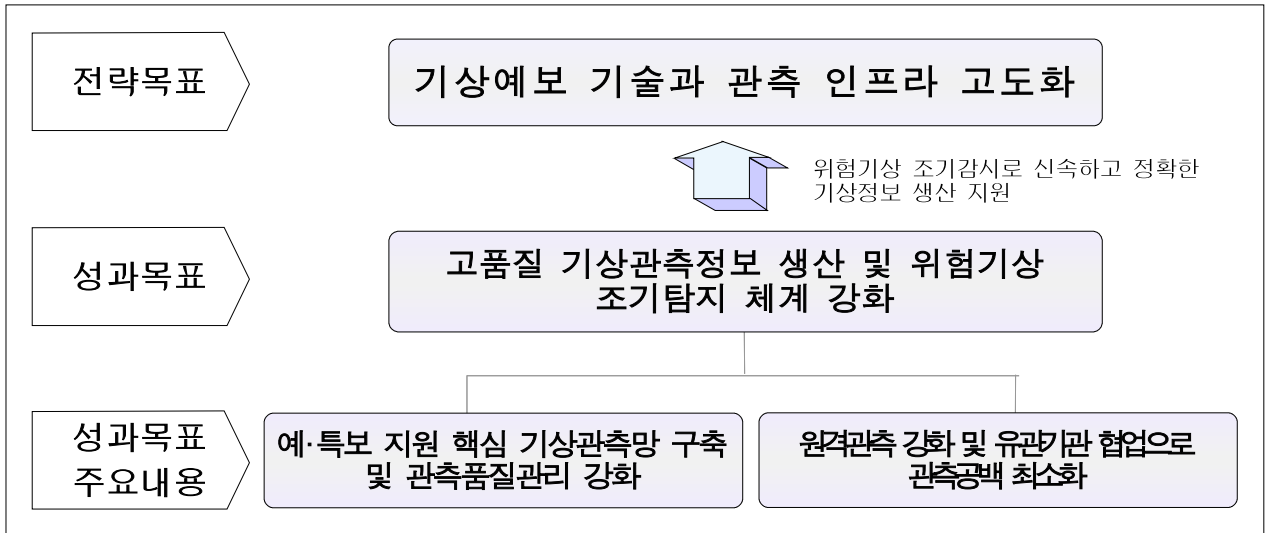 전략목표
기상예보 기술과 관측 인프라 고도화
위험기상 조기감시로 신속하고 정확한
기상정보 생산 지원
성과목표
고품질 기상관측정보 생산 및 위험기상
조기탐지 체계 강화
성과목표
주요내용
예·특보 지원 핵심 기상관측망 구축
및 관측품질관리 강화
원격관측 강화 및 유관기관 협업으로
관측공백 최소화